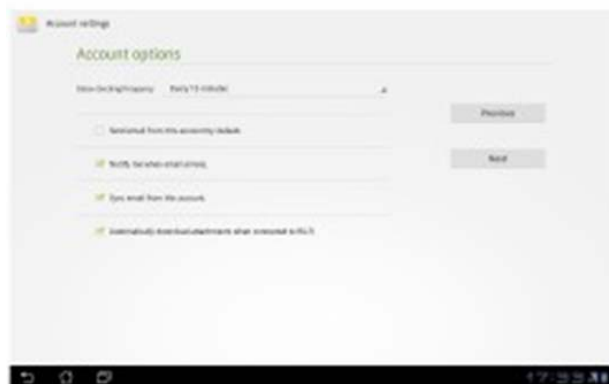 Account settings
Account options
Inbox checking frequency Every 15 minutes
Previous
Send email from this account by default.
Next
Notify me when email arrives.
Sync email from this account.
Automatically download attachments when connected to Wi-Fi